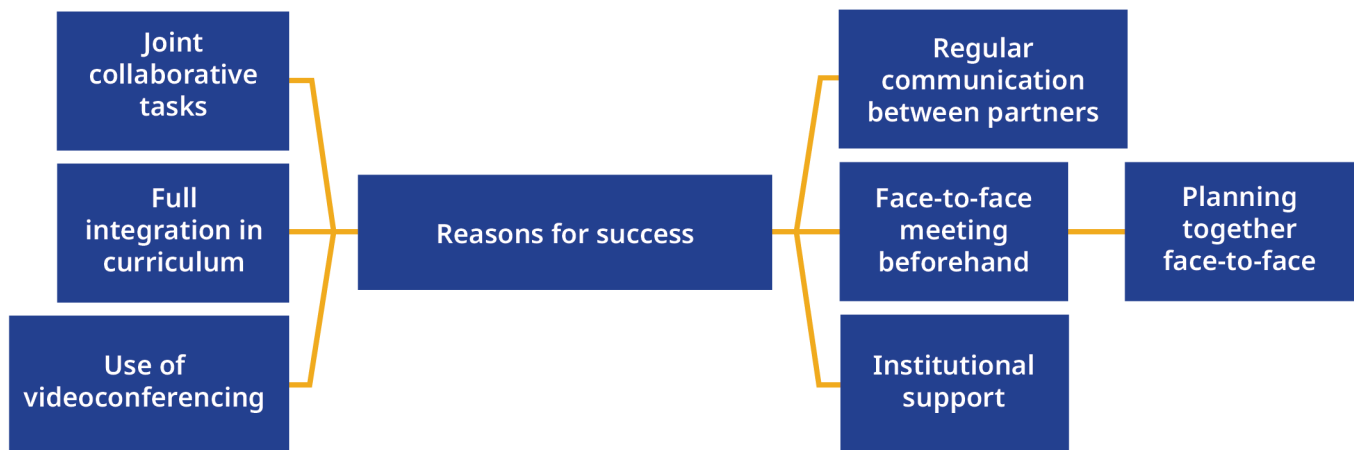 Joint
collaborative
tasks
Full
integration in
curriculum
Use of
videoconferencing
Reasons for success
Regular
communication
between partners
Face-to-face
meeting
beforehand
Planning
together
face-to-face
Institutional
support